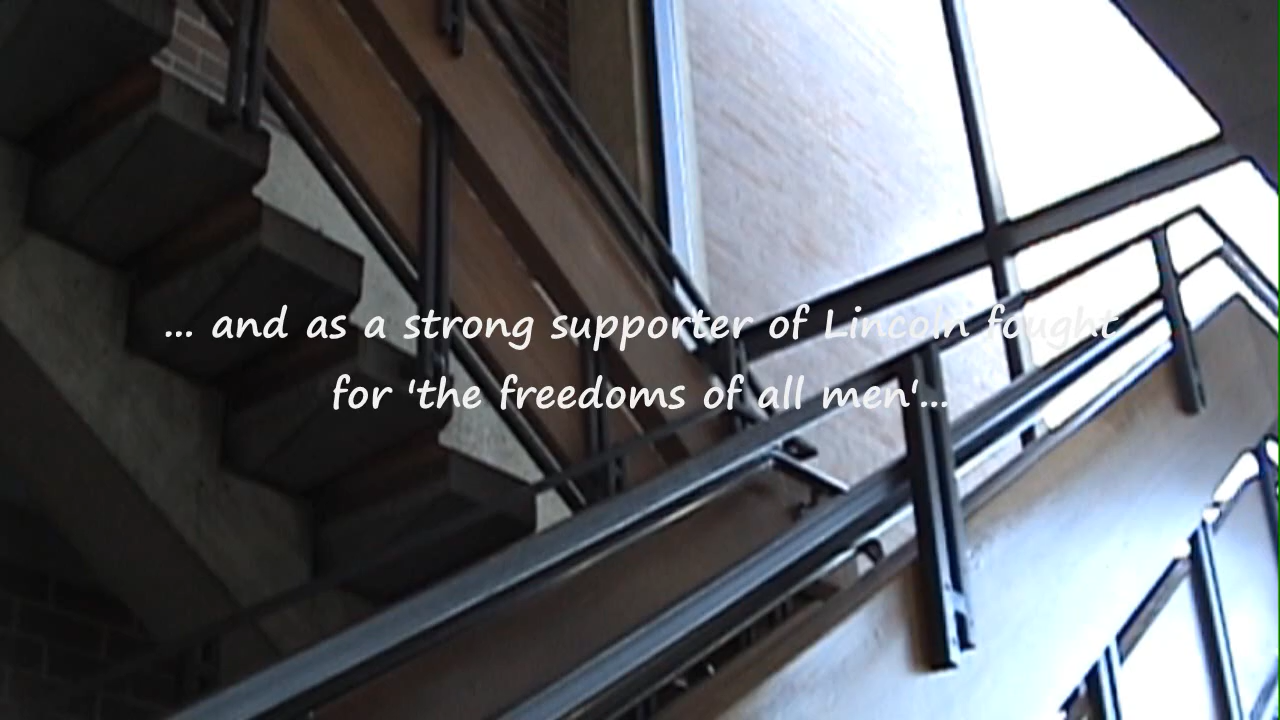 ... and as a strong supporter of Lincoln fought
for 'the freedoms of all men'...